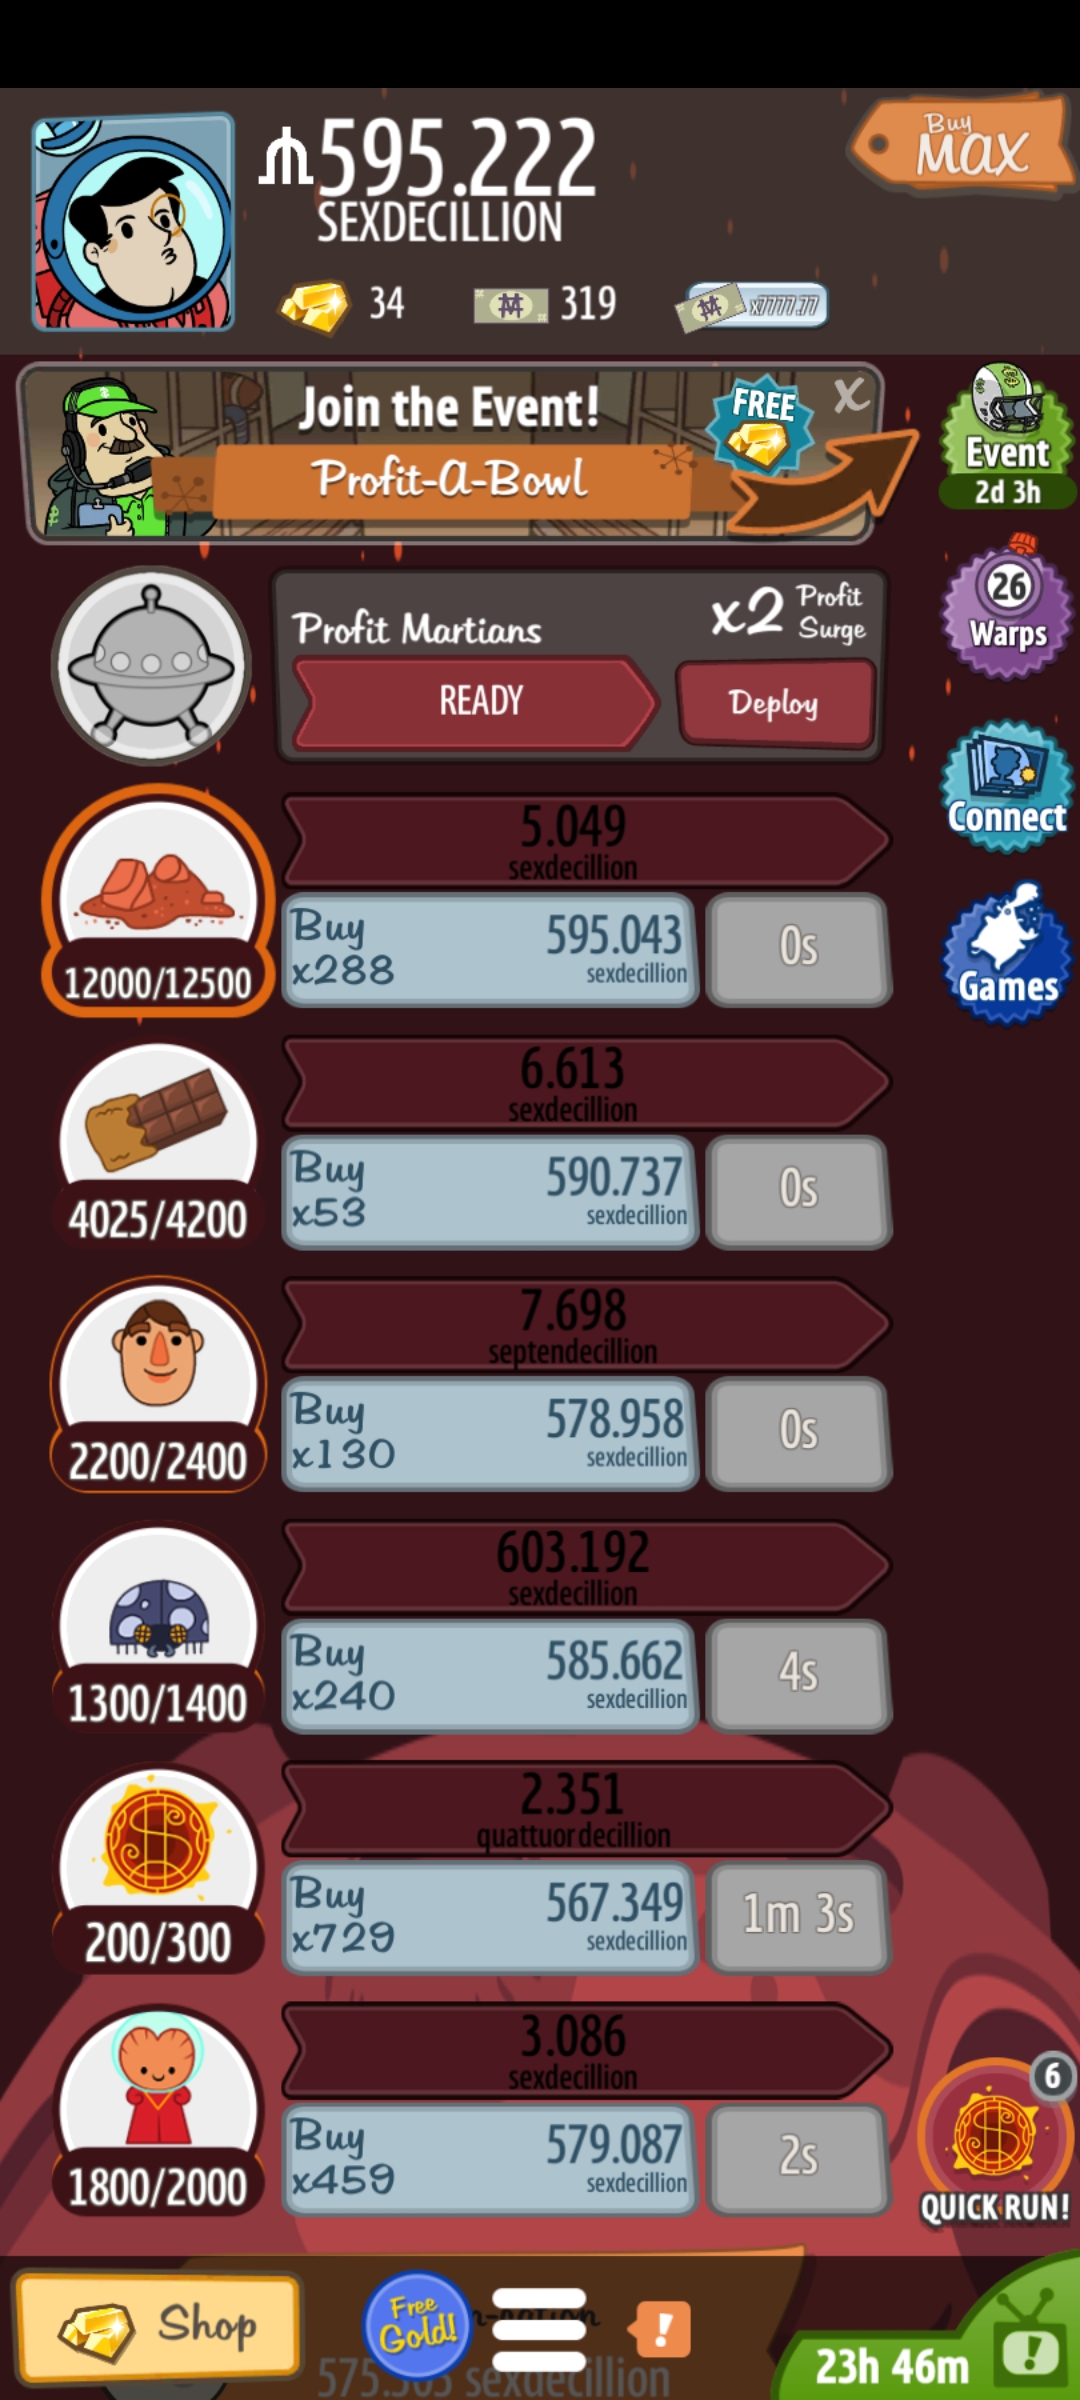 Buy
MAX
595.222
SEXDECILLION
34
319
x7777.77
Join the Event!
FREE
X
Profit-A-Bowl
Event
2d 3h
26
Warps
Profit Martians
x2 Profit Surge
READY
Deploy
Connect
5.049
sexdecillion
12000/12500
Buy
x288
595.043
sexdecillion
0s
Games
6.613
sexdecillion
4025/4200
Buy
x53
590.737
sexdecillion
0s
7.698
septendecillion
2200/2400
Buy
x130
578.958
sexdecillion
0s
603.192
sexdecillion
1300/1400
Buy
x240
585.662
sexdecillion
4s
2.351
quattuordecillion
200/300
Buy
x729
567.349
sexdecillion
1m 3s
3.086
sexdecillion
1800/2000
Buy
x459
579.087
sexdecillion
2s
6
QUICK RUN!
Shop
Free
Gold!
!
23h 46m
!
sexdecillion